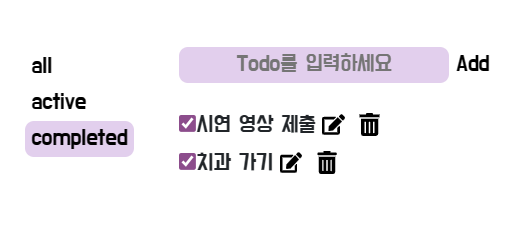 all
active
completed
Todo를 입력하세요 Add
시연 영상 제출
치과 가기